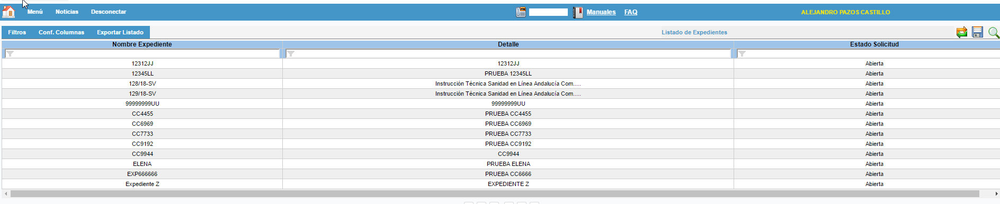 Menú Noticias Desconectar Manuales FAQ ALEJANDRO PAZOS CASTILLO
Filtros Conf. Columnas Exportar Listado Listado de Expedientes
Nombre Expediente Detalle Estado Solicitud
12312JJ 12312JJ Abierta
12345LL PRUEBA 12345LL Abierta
128/18-SV Instrucción Técnica Sanidad en Línea Andalucía Com..... Abierta
129/18-SV Instrucción Técnica Sanidad en Línea Andalucía Com..... Abierta
99999999UU 99999999UU Abierta
CC4455 PRUEBA CC4455 Abierta
CC6969 PRUEBA CC6969 Abierta
CC7733 PRUEBA CC7733 Abierta
CC9192 PRUEBA CC9192 Abierta
CC9944 CC9944 Abierta
ELENA PRUEBA ELENA Abierta
EXP666666 PRUEBA CC6666 Abierta
Expediente Z EXPEDIENTE Z Abierta